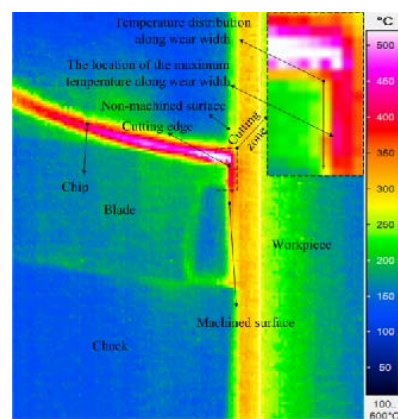 Temperature distribution
along wear width
The location of the maximum
temperature along wear width
Non-machined surface
Cutting edge
Cutting
zone
Chip
Blade
Workpiece
Machined surface
Chock
°C
500
450
400
350
300
250
200
150
100
50
100...
600°C